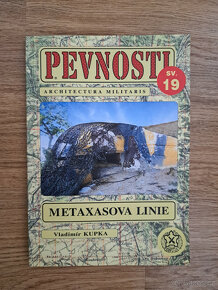 PEVNOSTI
SV.
19
ARCHITECTURA MILITARIS
METAXASOVA LINIE
Vladimír KUPKA